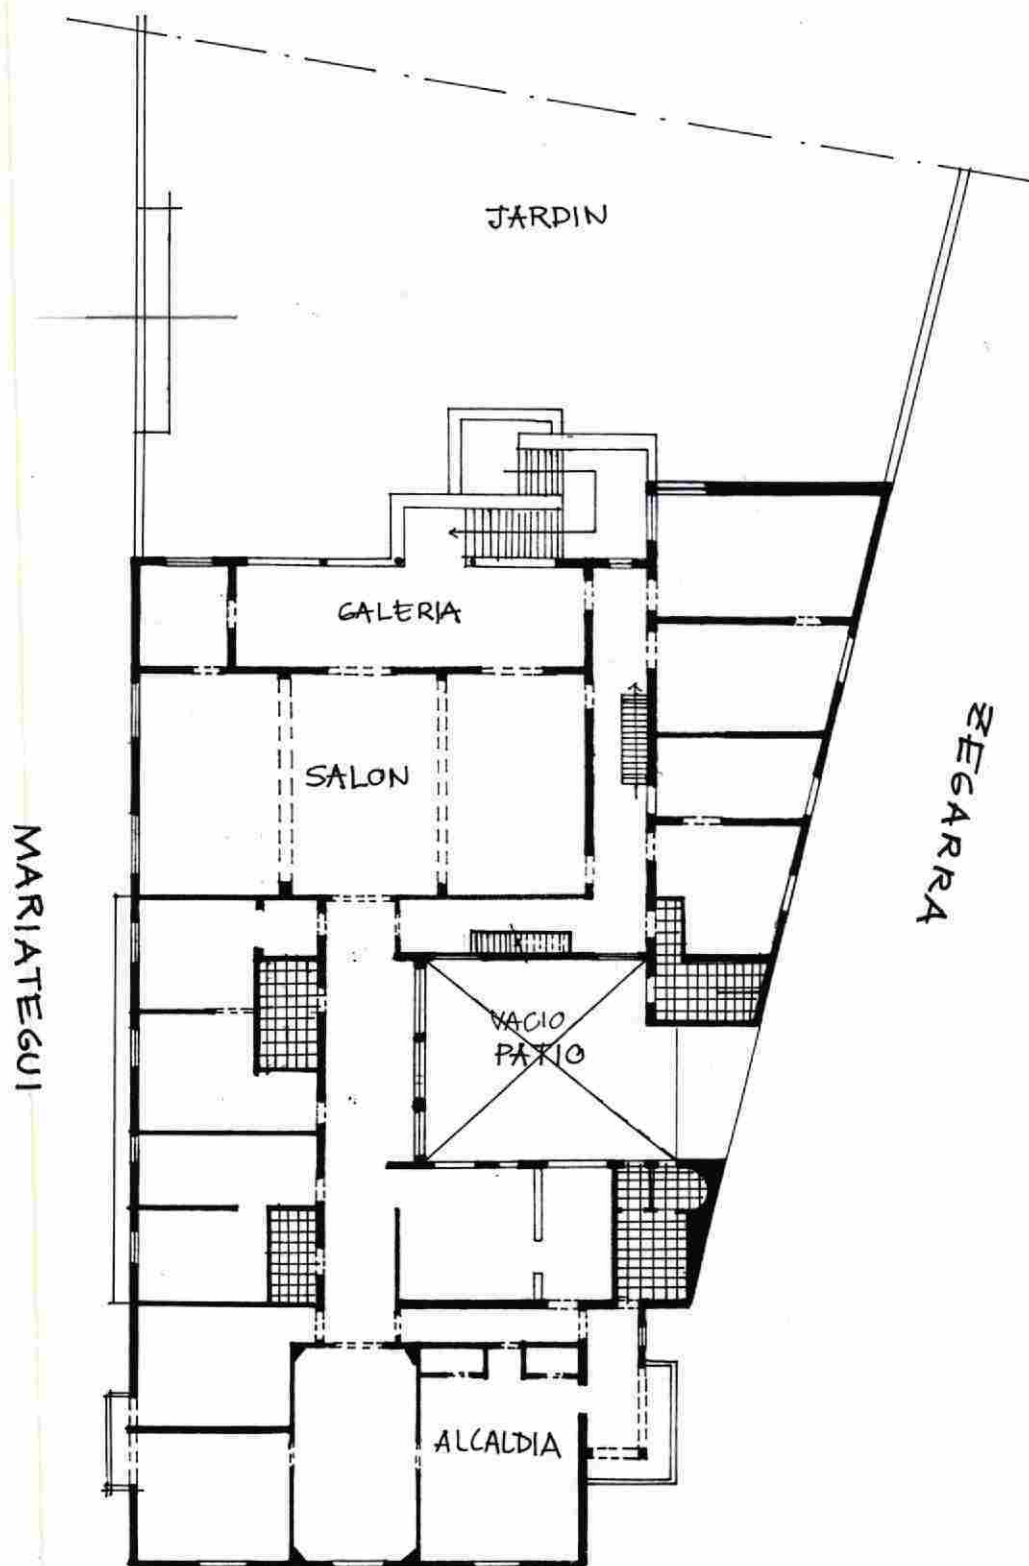 JARDIN
GALERIA
SALON
ZEGARRA
MARIATEGUI
VACIO
PATIO
ALCALDIA